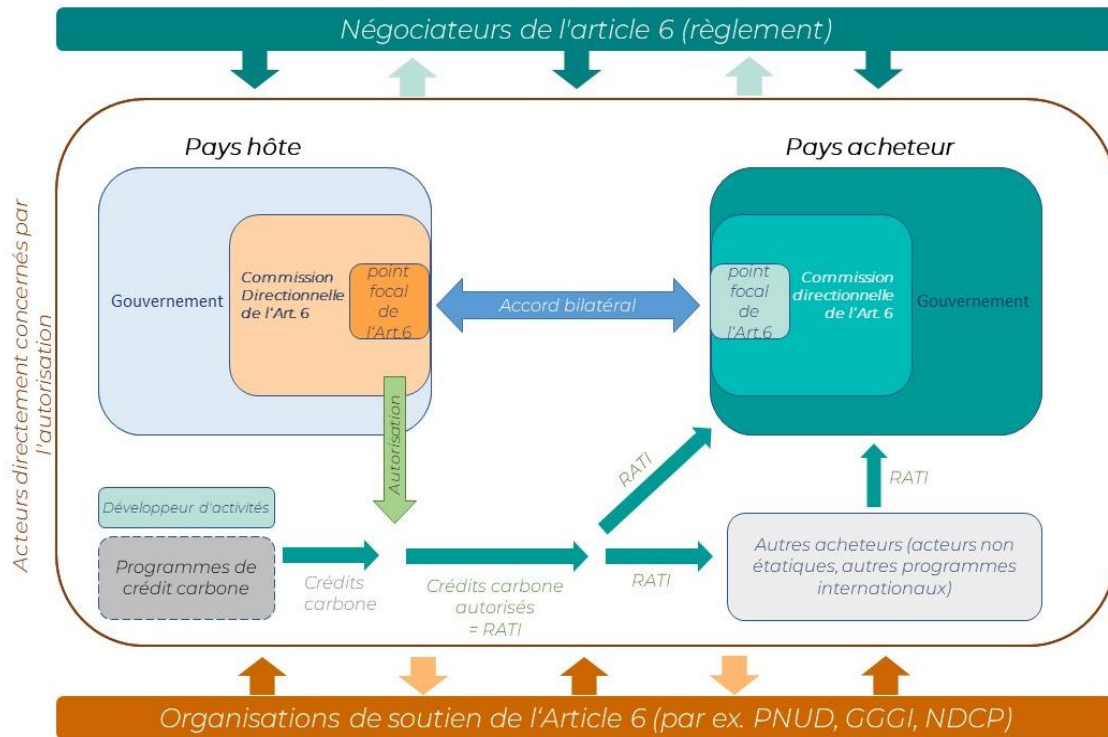 Négociateurs de l'article 6 (règlement)
Acteurs directement concernés par
l'autorisation
Pays hôte
Pays acheteur
Gouvernement
Commission
Directionnelle
de l'Art. 6
point
focal
de
l'Art.6
Accord bilatéral
point
focal
de
l'Art.6
Commission
directionnelle
de l'Art. 6
Gouvernement
Autorisation
Développeur d'activités
Programmes de
crédit carbone
Crédits
carbone
Crédits carbone
autorisés
= RATI
RATI
RATI
RATI
Autres acheteurs (acteurs non
étatiques, autres programmes
internationaux)
Organisations de soutien de l'Article 6 (par ex. PNUD, GGGI, NDCP)